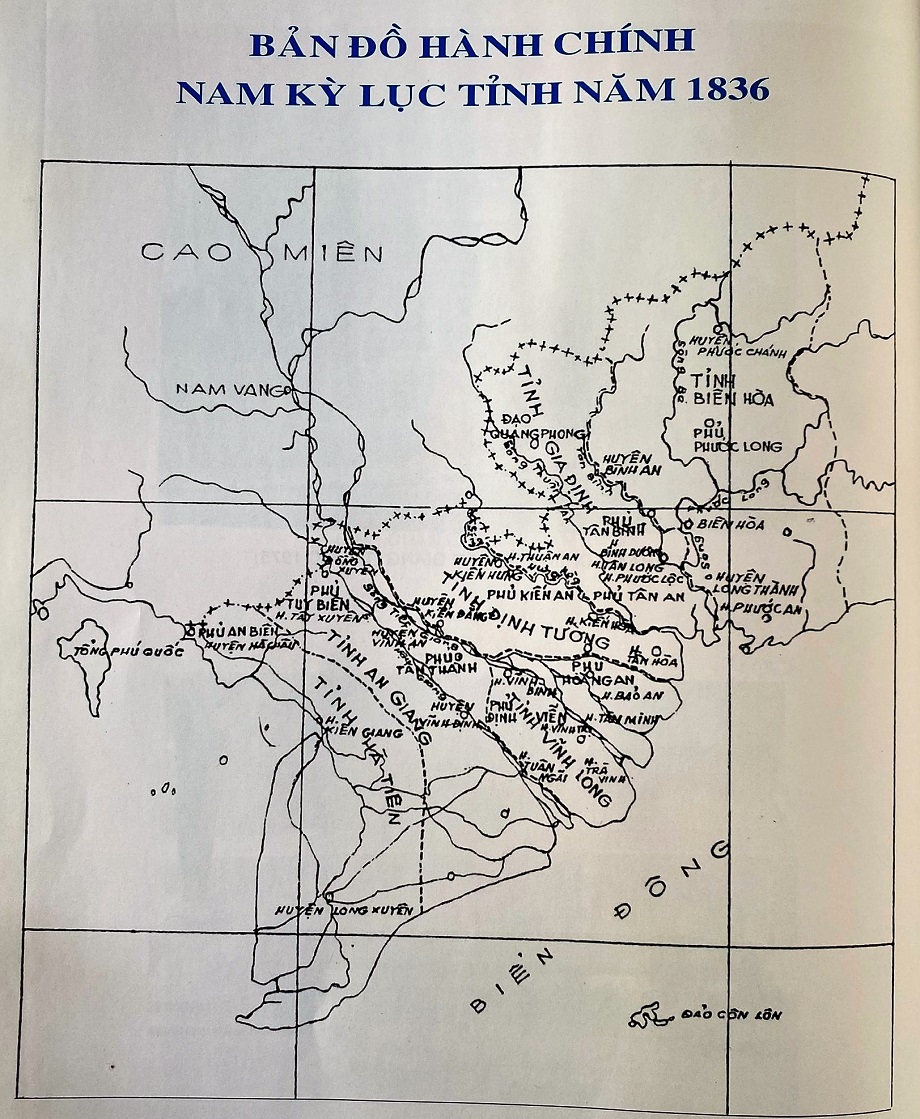 BẢN ĐỒ HÀNH CHÍNH
NAM KỲ LỤC TỈNH NĂM 1836
CAO MIÊN
NAM VANG
HUYỆN
PHƯỚC CHÁNH
Sông Bé
TỈNH
BIÊN HÒA
PHỦ
PHƯỚC LONG
TỈNH GIA ĐỊNH
ĐẠO
QUANG PHONG
HUYỆN
BÌNH AN
BIÊN HÒA
PHỦ
TÂN BÌNH
H.
BÌNH DƯƠNG
H. TÂN LONG
H. PHƯỚC LỘC
HUYỆN
LONG THÀNH
H. PHƯỚC AN
H. THUẬN AN
HUYỆN
KIẾN HƯNG
PHỦ KIẾN AN
PHỦ TÂN AN
HUYỆN
ĐÔNG
XUYÊN
PHỦ
TUY BIÊN
H. TÂY XUYÊN
HUYỆN
KIẾN ĐĂNG
TỈNH ĐỊNH TƯỜNG
H. KIẾN HÒA
H.
TÂN HÒA
PHỦ AN BIÊN
HUYỆN HÀ CHÂU
TỔNG PHÚ QUỐC
HUYỆN
VĨNH AN
PHỦ
TÂN THÀNH
TỈNH AN GIANG
PHỦ
HOẰNG AN
H. BẢO AN
H. VĨNH
BÌNH
H. TÂN MINH
HUYỆN
VĨNH ĐỊNH
PHỦ
ĐỊNH VIỄN
TỈNH VĨNH LONG
H.
KIÊN GIANG
TỈNH HÀ TIÊN
H.
TUÂN
NGÃI
H.
TRÀ
VINH
HUYỆN LONG XUYÊN
BIỂN ĐÔNG
ĐẢO CÔN LÔN